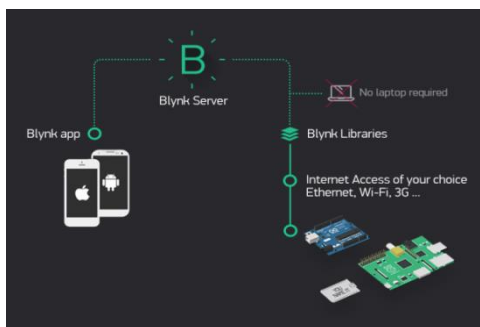 B
Blynk Server
No laptop required
Blynk app
Blynk Libraries
Internet Access of your choice
Ethernet, Wi-Fi, 3G ...